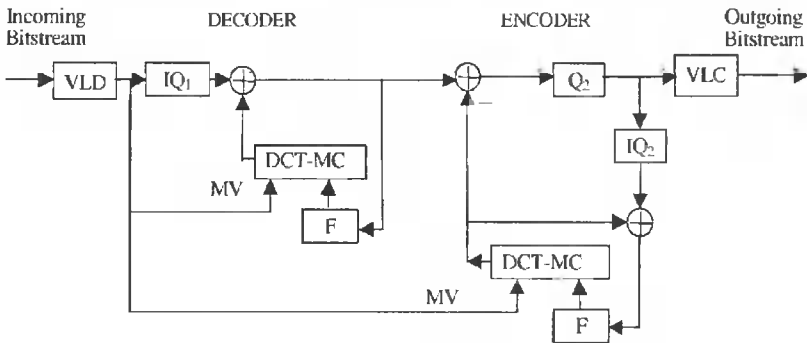 Incoming
Bitstream
DECODER
ENCODER
Outgoing
Bitstream
VLD
IQ₁
Q₂
VLC
IQ₂
DCT-MC
MV
F
DCT-MC
MV
F